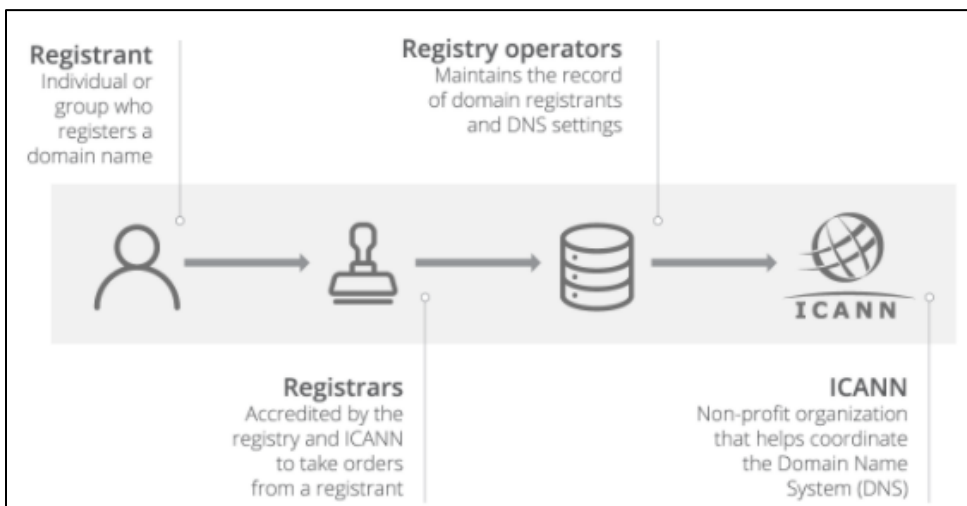 Registrant
Individual or
group who
registers a
domain name
Registry operators
Maintains the record
of domain registrants
and DNS settings
ICANN
Registrars
Accredited by the
registry and ICANN
to take orders
from a registrant
ICANN
Non-profit organization
that helps coordinate
the Domain Name
System (DNS)